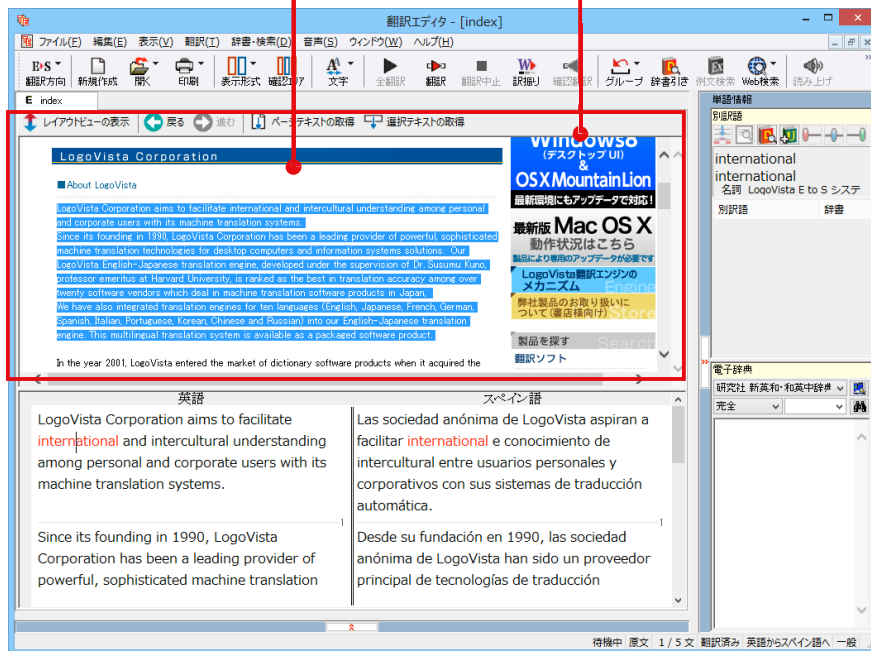 翻訳エディタ - [index]
ファイル(F) 編集(E) 表示(V) 翻訳(T) 辞書・検索(D) 音声(S) ウィンドウ(W) ヘルプ(H)
E▸S
翻訳方向 新規作成 開く 印刷 表示形式 確認エリア 文字 全翻訳 翻訳 翻訳中止 訳振り 確認翻訳 グループ 辞書引き 例文検索 Web検索 読み上げ
E index
レイアウトビューの表示 戻る 進む ページテキストの取得 選択テキストの取得
LogoVista Corporation
■About LogoVista
LogoVista Corporation aims to facilitate international and intercultural understanding among personal
and corporate users with its machine translation systems.
Since its founding in 1990, LogoVista Corporation has been a leading provider of powerful, sophisticated
machine translation technologies for desktop computers and information systems solutions. Our
LogoVista English-Japanese translation engine, developed under the supervision of Dr. Susumu Kuno,
professor emeritus at Harvard University, is ranked as the best in translation accuracy among over
twenty software vendors which deal in machine translation software products in Japan.
We have also integrated translation engines for ten languages (English, Japanese, French, German,
Spanish, Italian, Portuguese, Korean, Chinese and Russian) into our English-Japanese translation
engine. This multilingual translation system is available as a packaged software product.
In the year 2001, LogoVista entered the market of dictionary software products when it acquired the
Windows8
(デスクトップ UI)
&
OS X Mountain Lion
最新環境にもアップデータで対応!
最新版 Mac OS X
動作状況はこちら
製品により専用のアップデータが必要です
LogoVista翻訳エンジンの
メカニズム
Engine
弊社製品のお取り扱いに
ついて(書店様向け)
Store
Search
製品を探す
翻訳ソフト
英語
LogoVista Corporation aims to facilitate
international and intercultural understanding
among personal and corporate users with its
machine translation systems.
1
Since its founding in 1990, LogoVista
Corporation has been a leading provider of
powerful, sophisticated machine translation
スペイン語
Las sociedad anónima de LogoVista aspiran a
facilitar international e conocimiento de
intercultural entre usuarios personales y
corporativos con sus sistemas de traducción
automática.
1
Desde su fundación en 1990, las sociedad
anónima de LogoVista han sido un proveedor
principal de tecnologías de traducción
単語情報
別訳語
international
international
名詞 LogoVista E to S システ
別訳語 辞書
電子辞典
研究社 新英和・和英中辞典
完全
待機中 原文 1 / 5 文 翻訳済み 英語からスペイン語へ 一般